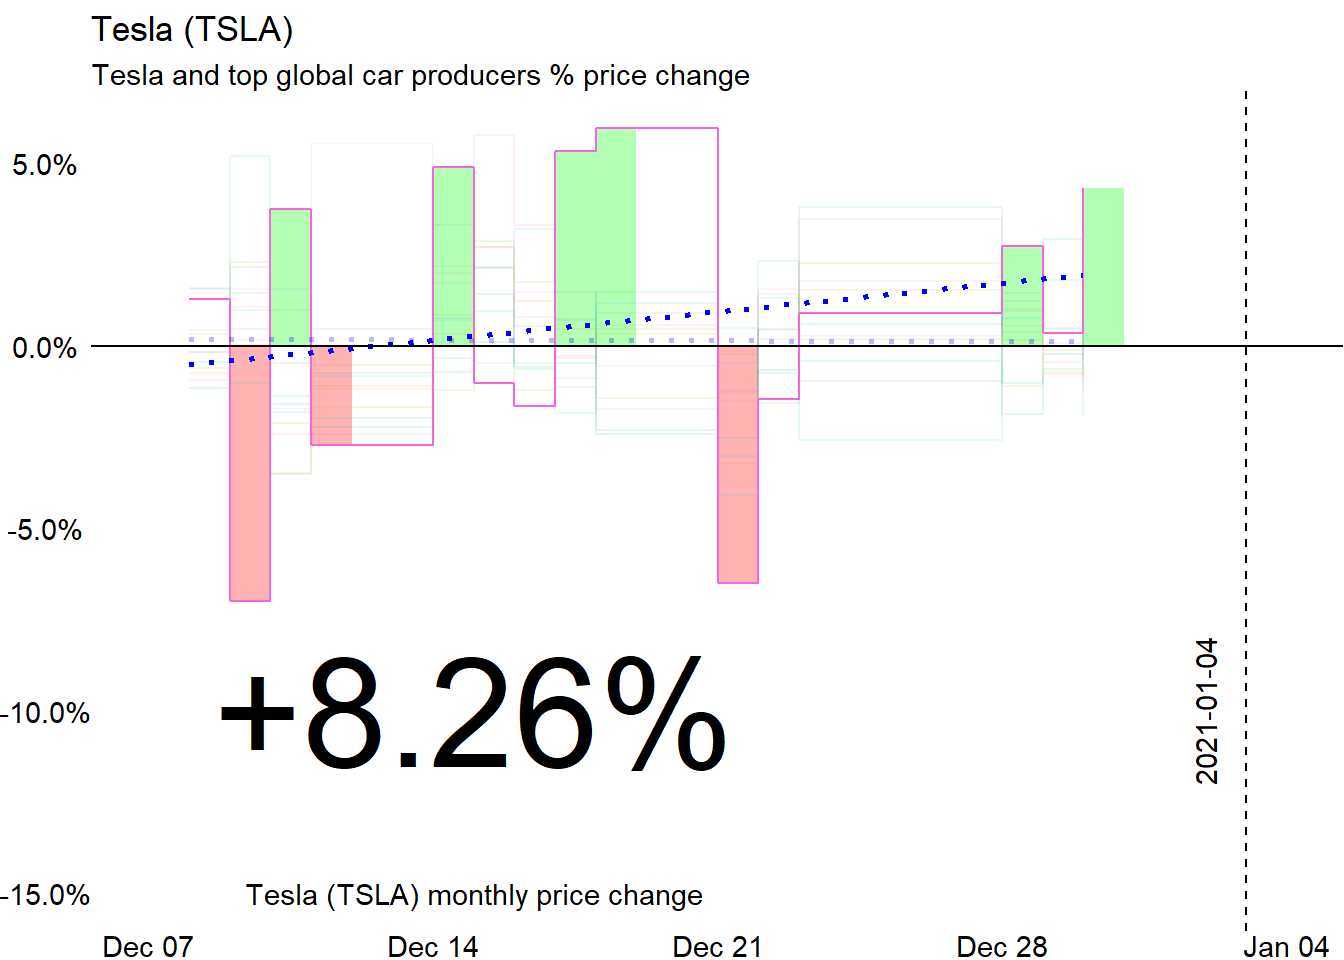 Tesla (TSLA)
Tesla and top global car producers % price change
5.0%
0.0%
-5.0%
-10.0%
-15.0%
+8.26%
Tesla (TSLA) monthly price change
2021-01-04
Dec 07
Dec 14
Dec 21
Dec 28
Jan 04